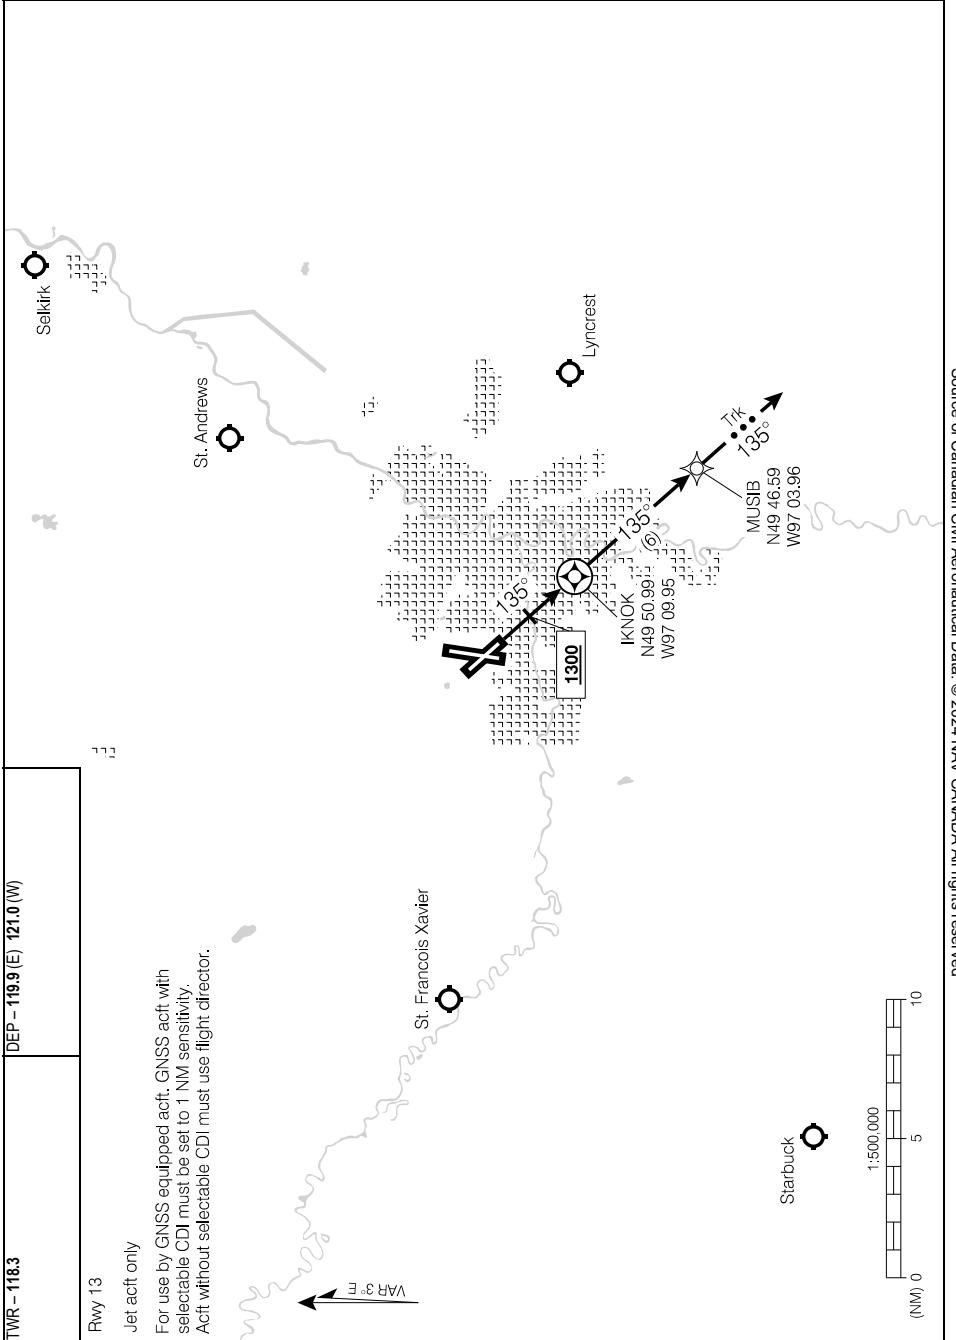 TWR – 118.3
DEP – 119.9 (E) 121.0 (W)
Rwy 13
Jet acft only
For use by GNSS equipped acft. GNSS acft with
selectable CDI must be set to 1 NM sensitivity.
Acft without selectable CDI must use flight director.
Selkirk
St. Andrews
Lyncrest
St. Francois Xavier
135°
1300
IKNOK
N49 50.99
W97 09.95
135°
(6)
MUSIB
N49 46.59
W97 03.96
Trk
135°
Starbuck
VAR 3° E
1:500,000
(NM) 0 5 10
Source of Canadian Civil Aeronautical Data: © 2024 NAV CANADA All rights reserved